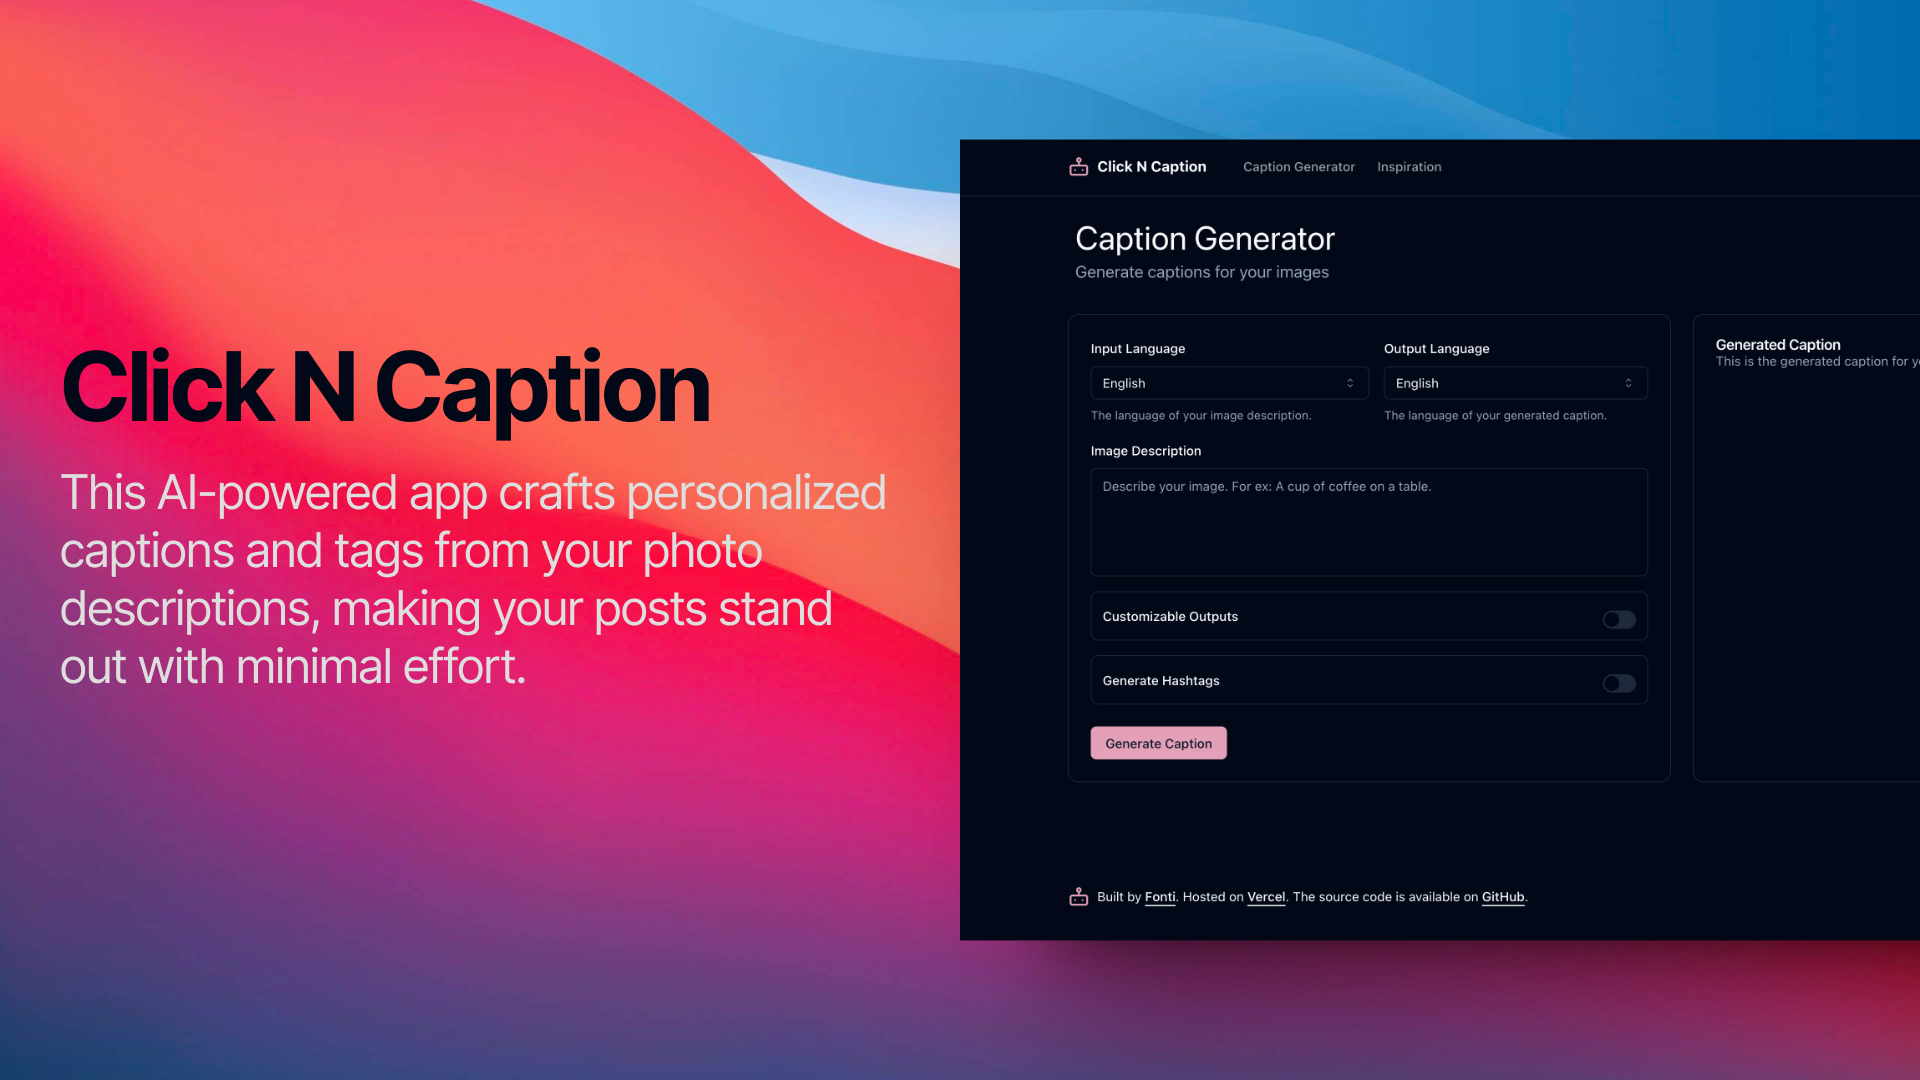 Click N Caption
This AI-powered app crafts personalized
captions and tags from your photo
descriptions, making your posts stand
out with minimal effort.
Click N Caption Caption Generator Inspiration
Caption Generator
Generate captions for your images
Input Language
English
The language of your image description.
Output Language
English
The language of your generated caption.
Image Description
Describe your image. For ex: A cup of coffee on a table.
Customizable Outputs
Generate Hashtags
Generate Caption
Generated Caption
This is the generated caption for
Built by Fonti. Hosted on Vercel. The source code is available on GitHub.